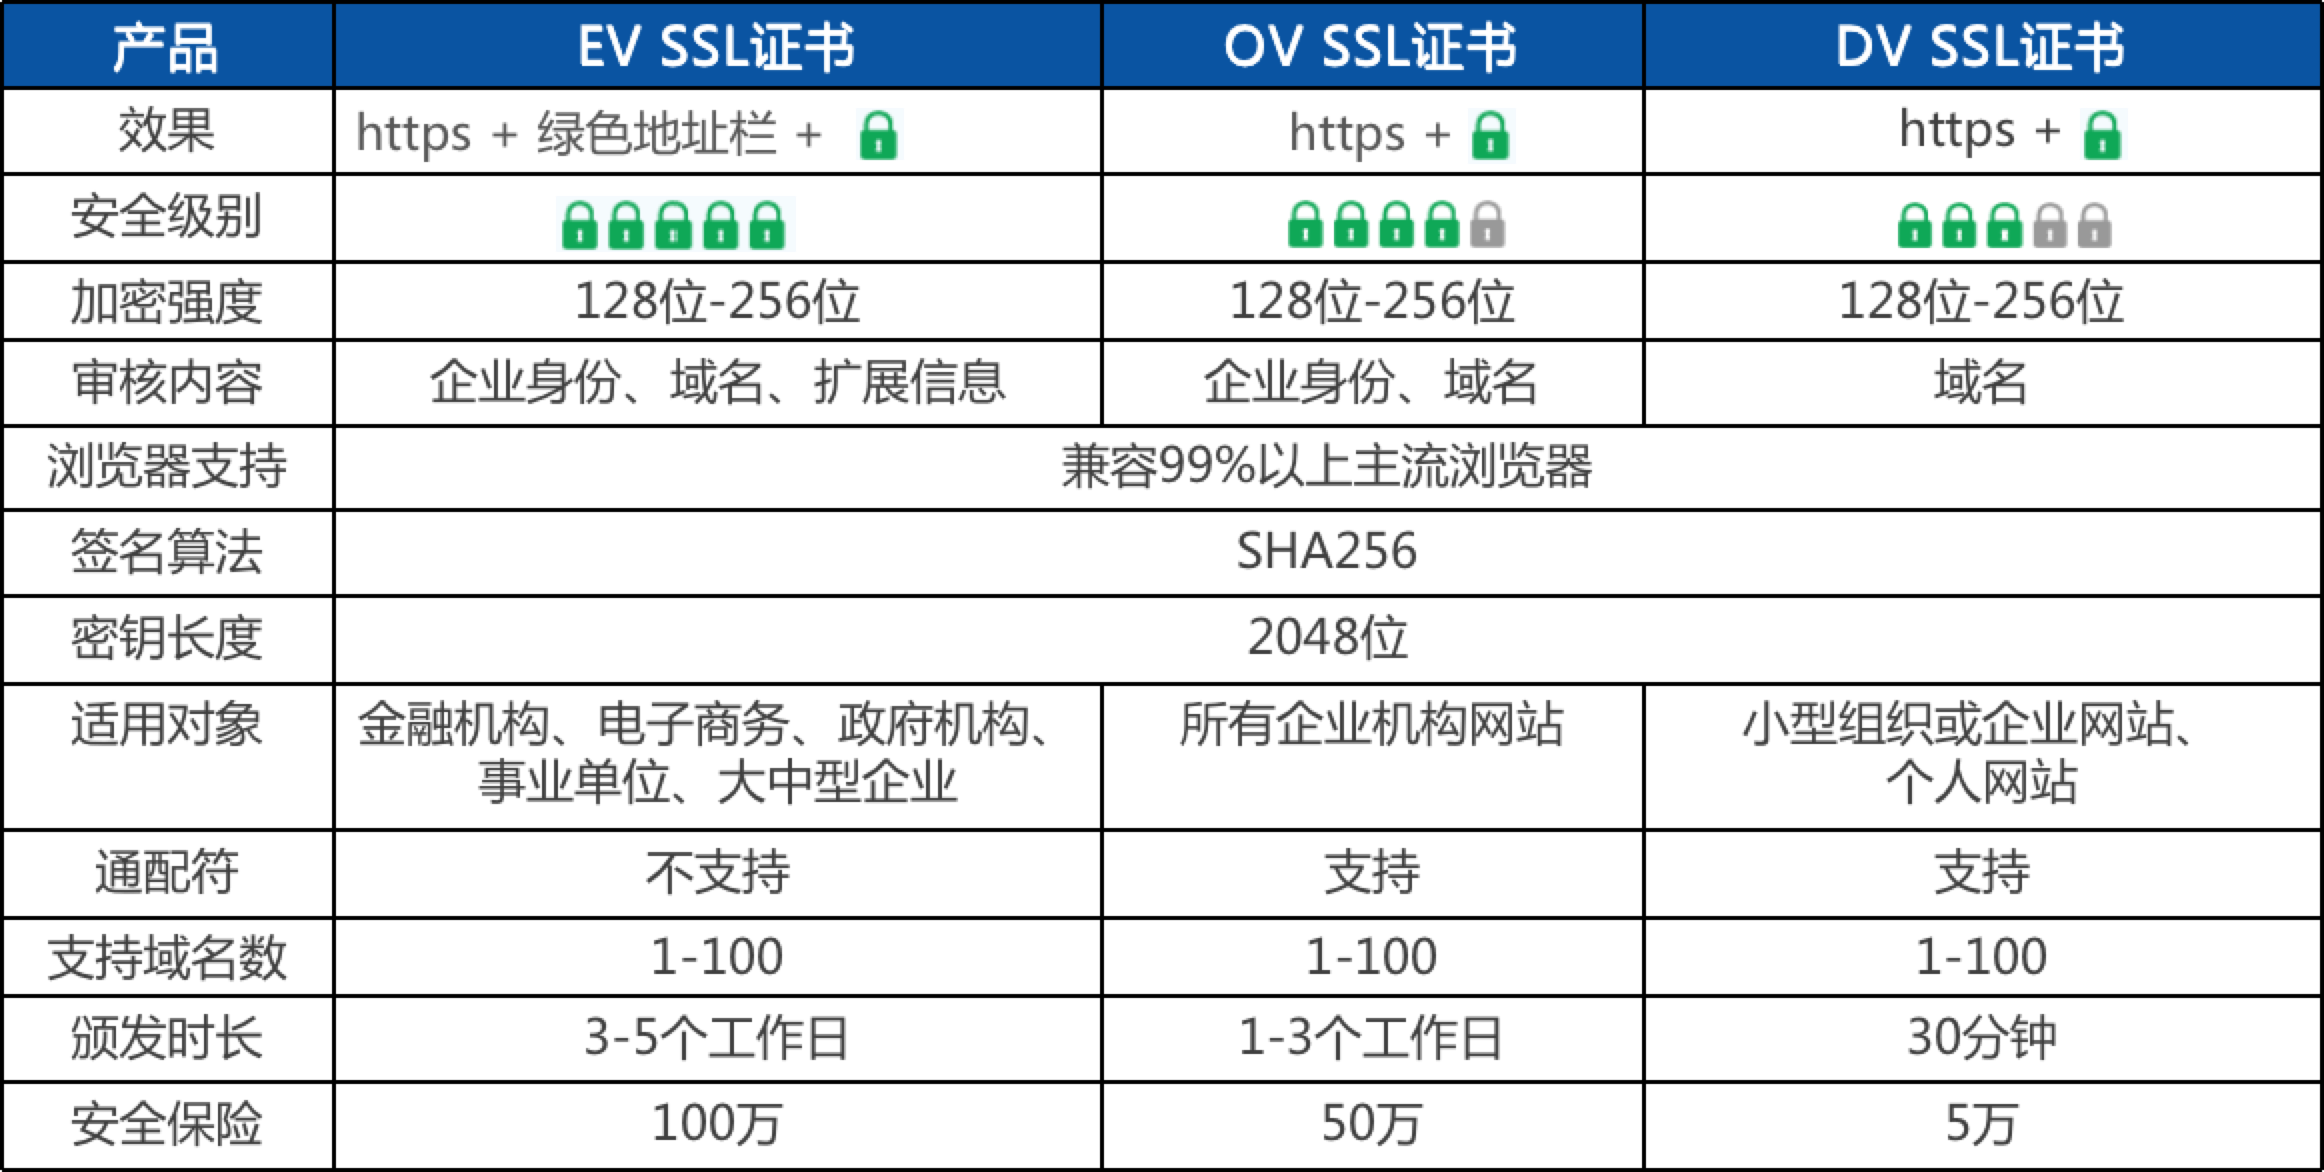 产品 EV SSL证书 OV SSL证书 DV SSL证书
效果 https + 绿色地址栏 + https + https +
安全级别
加密强度 128位-256位 128位-256位 128位-256位
审核内容 企业身份、域名、扩展信息 企业身份、域名 域名
浏览器支持 兼容99%以上主流浏览器
签名算法 SHA256
密钥长度 2048位
适用对象 金融机构、电子商务、政府机构、 所有企业机构网站 小型组织或企业网站、
事业单位、大中型企业 个人网站
通配符 不支持 支持 支持
支持域名数 1-100 1-100 1-100
颁发时长 3-5个工作日 1-3个工作日 30分钟
安全保险 100万 50万 5万